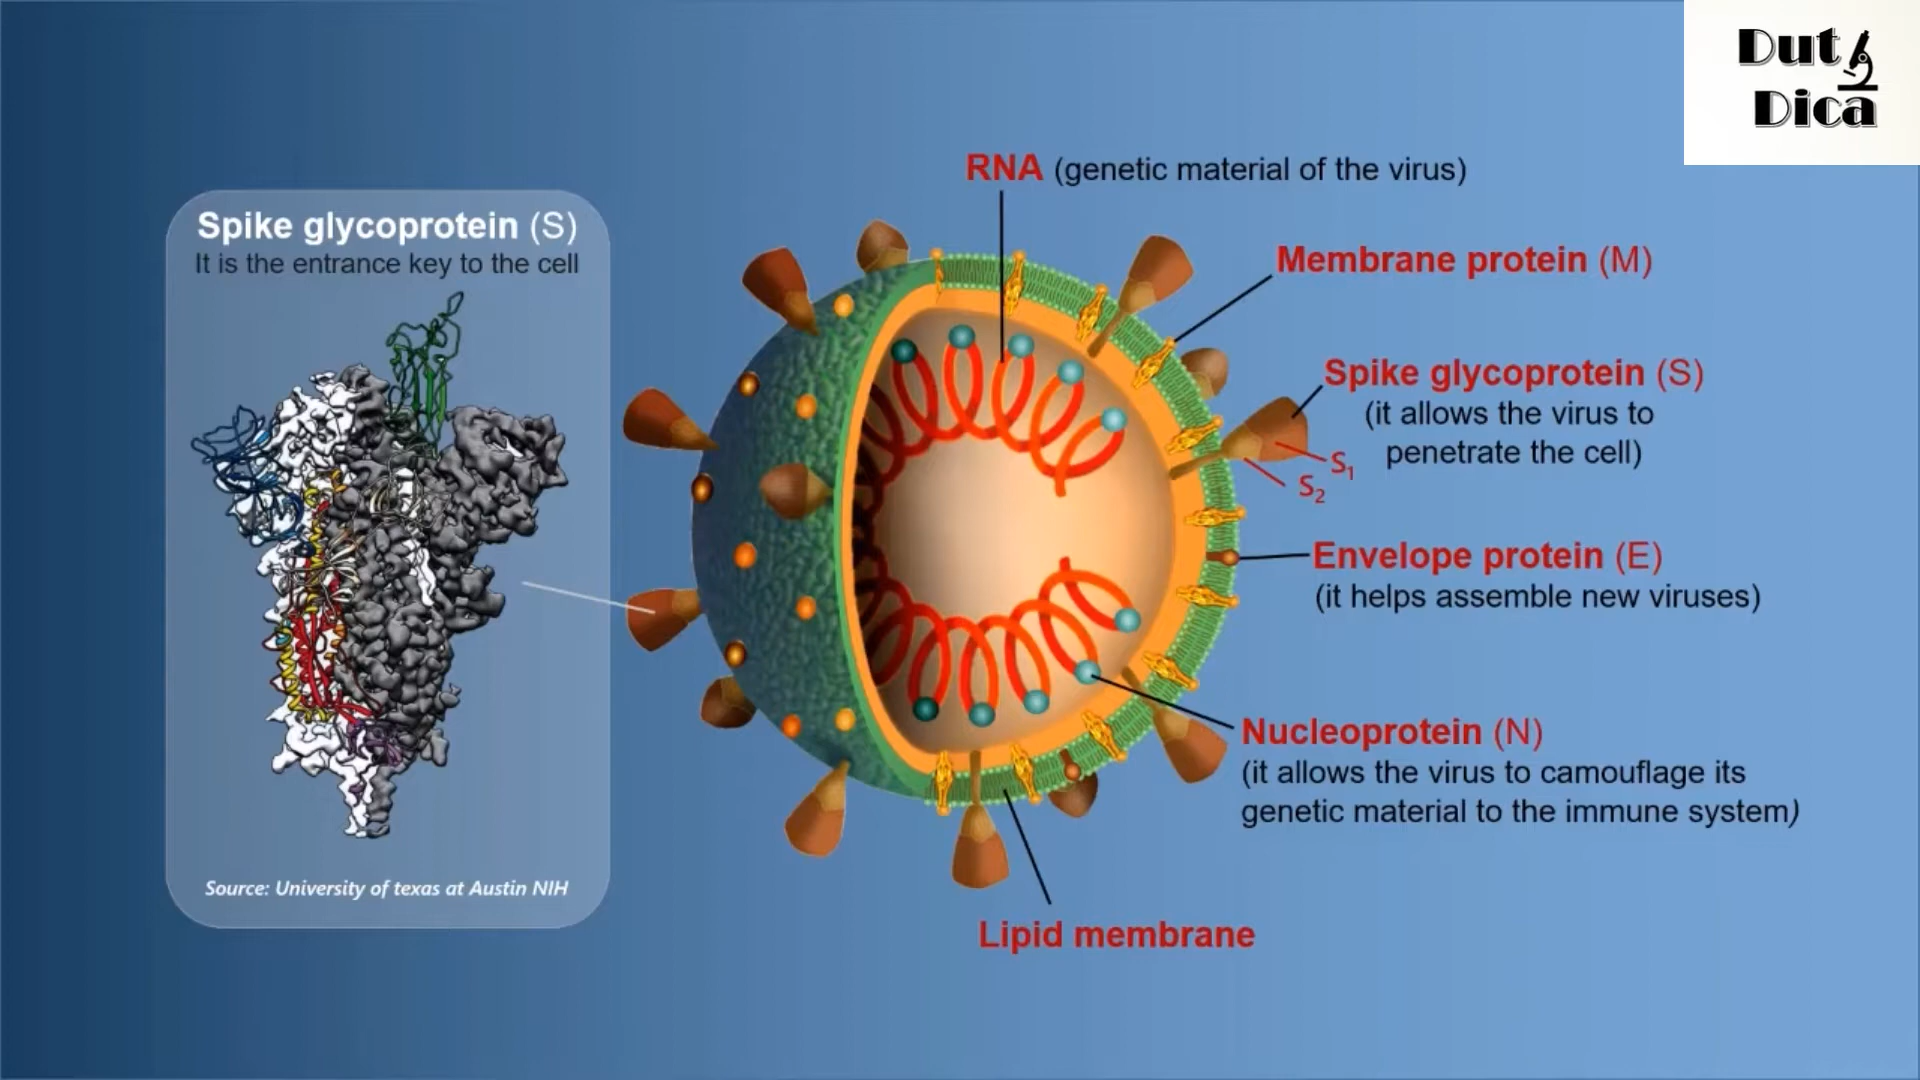 Dut
Dica
Spike glycoprotein (S)
It is the entrance key to the cell
Source: University of texas at Austin NIH
RNA (genetic material of the virus)
Membrane protein (M)
Spike glycoprotein (S)
(it allows the virus to
penetrate the cell)
S₁
S₂
Envelope protein (E)
(it helps assemble new viruses)
Nucleoprotein (N)
(it allows the virus to camouflage its
genetic material to the immune system)
Lipid membrane